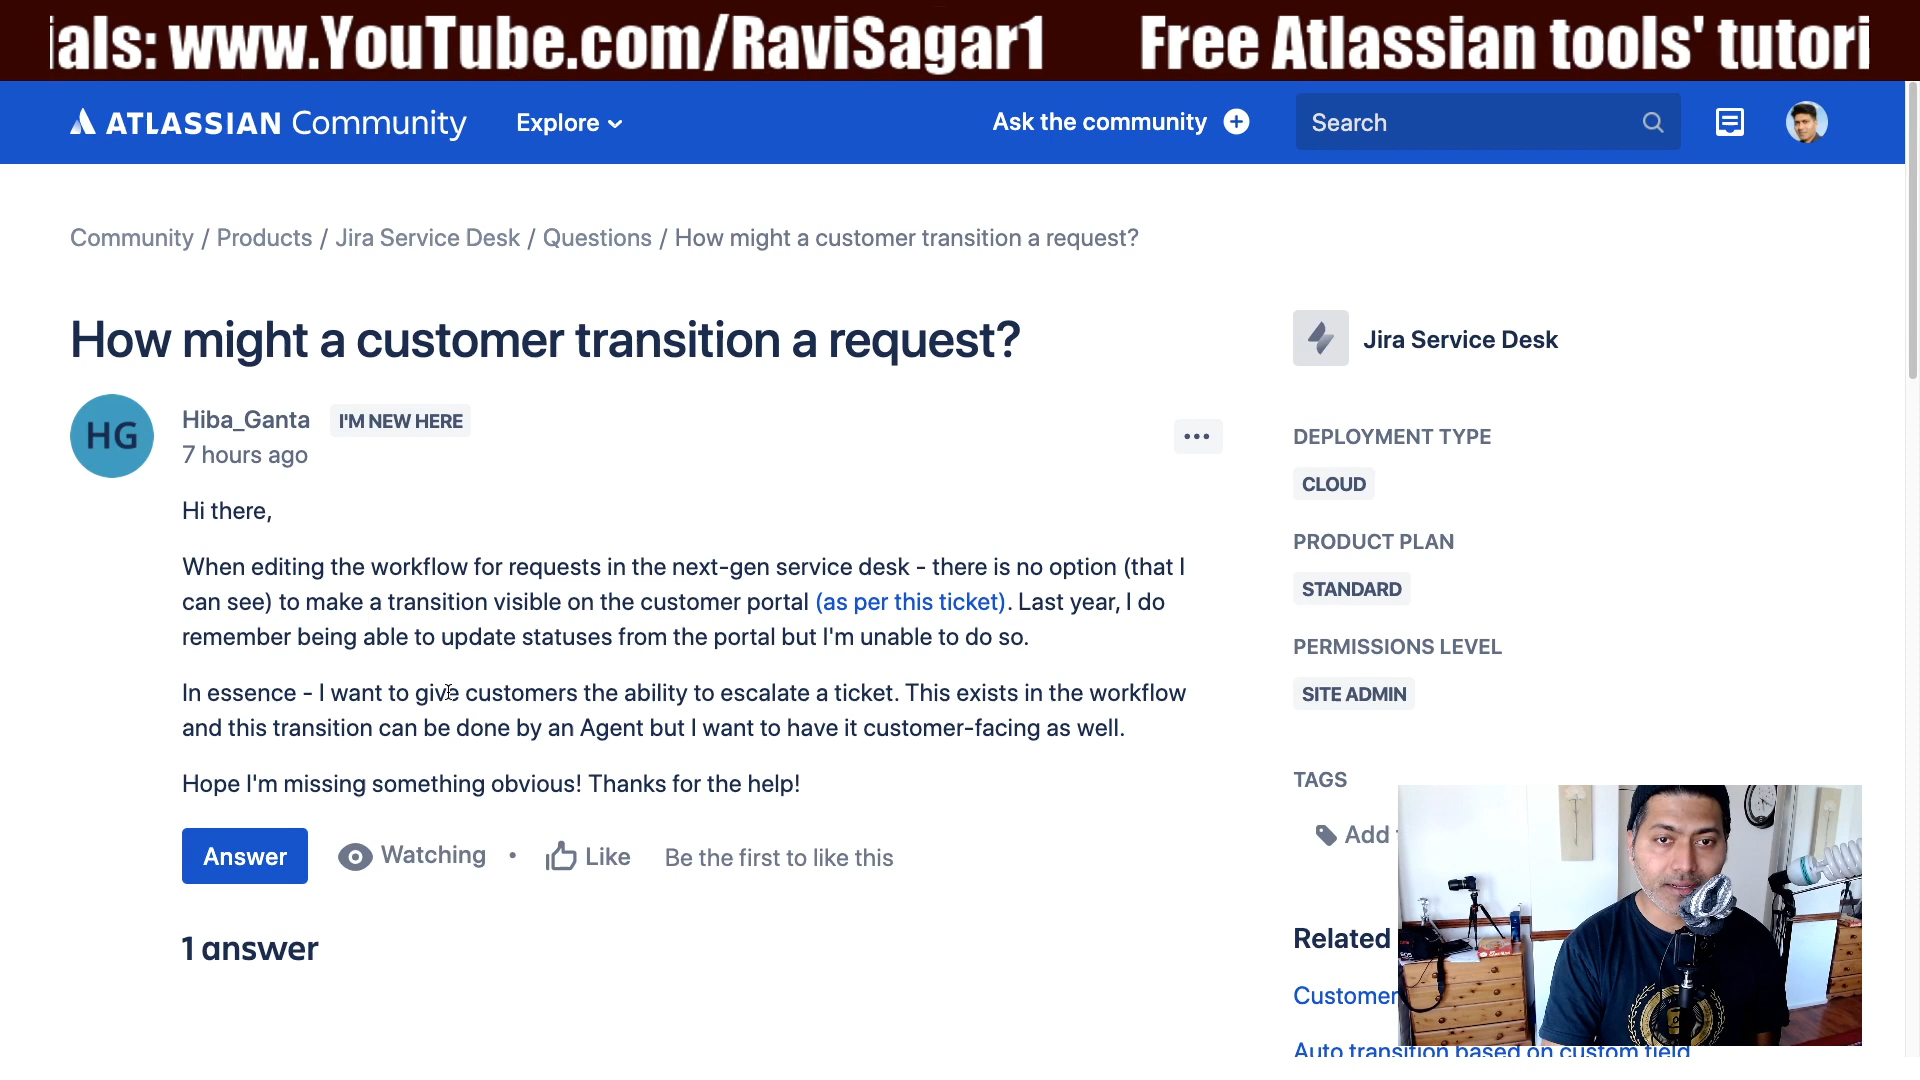 ials: www.YouTube.com/RaviSagar1 Free Atlassian tools' tutori
ATLASSIAN Community Explore Ask the community Search
Community / Products / Jira Service Desk / Questions / How might a customer transition a request?
How might a customer transition a request?
Jira Service Desk
HG
Hiba_Ganta I'M NEW HERE
7 hours ago
•••
DEPLOYMENT TYPE
CLOUD
PRODUCT PLAN
STANDARD
PERMISSIONS LEVEL
SITE ADMIN
Hi there,
When editing the workflow for requests in the next-gen service desk - there is no option (that I
can see) to make a transition visible on the customer portal (as per this ticket). Last year, I do
remember being able to update statuses from the portal but I'm unable to do so.
In essence - I want to give customers the ability to escalate a ticket. This exists in the workflow
and this transition can be done by an Agent but I want to have it customer-facing as well.
Hope I'm missing something obvious! Thanks for the help!
TAGS
Add
Answer Watching • Like Be the first to like this
1 answer
Related
Customer
Auto transition based on custom field